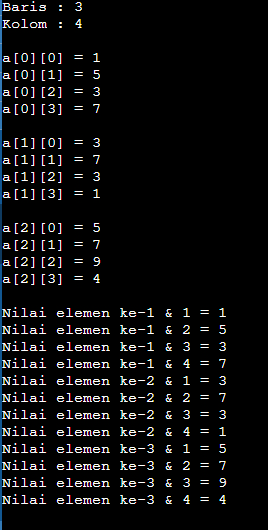 Baris : 3
Kolom : 4
a[0][0] = 1
a[0][1] = 5
a[0][2] = 3
a[0][3] = 7
a[1][0] = 3
a[1][1] = 7
a[1][2] = 3
a[1][3] = 1
a[2][0] = 5
a[2][1] = 7
a[2][2] = 9
a[2][3] = 4
Nilai elemen ke-1 & 1 = 1
Nilai elemen ke-1 & 2 = 5
Nilai elemen ke-1 & 3 = 3
Nilai elemen ke-1 & 4 = 7
Nilai elemen ke-2 & 1 = 3
Nilai elemen ke-2 & 2 = 7
Nilai elemen ke-2 & 3 = 3
Nilai elemen ke-2 & 4 = 1
Nilai elemen ke-3 & 1 = 5
Nilai elemen ke-3 & 2 = 7
Nilai elemen ke-3 & 3 = 9
Nilai elemen ke-3 & 4 = 4